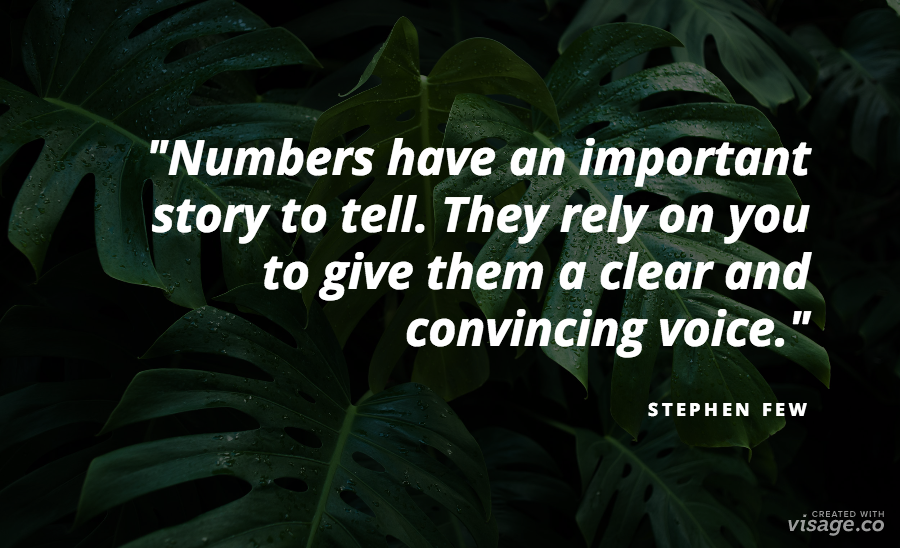 "Numbers have an important
story to tell. They rely on you
to give them a clear and
convincing voice."
STEPHEN FEW
CREATED WITH
visage.co